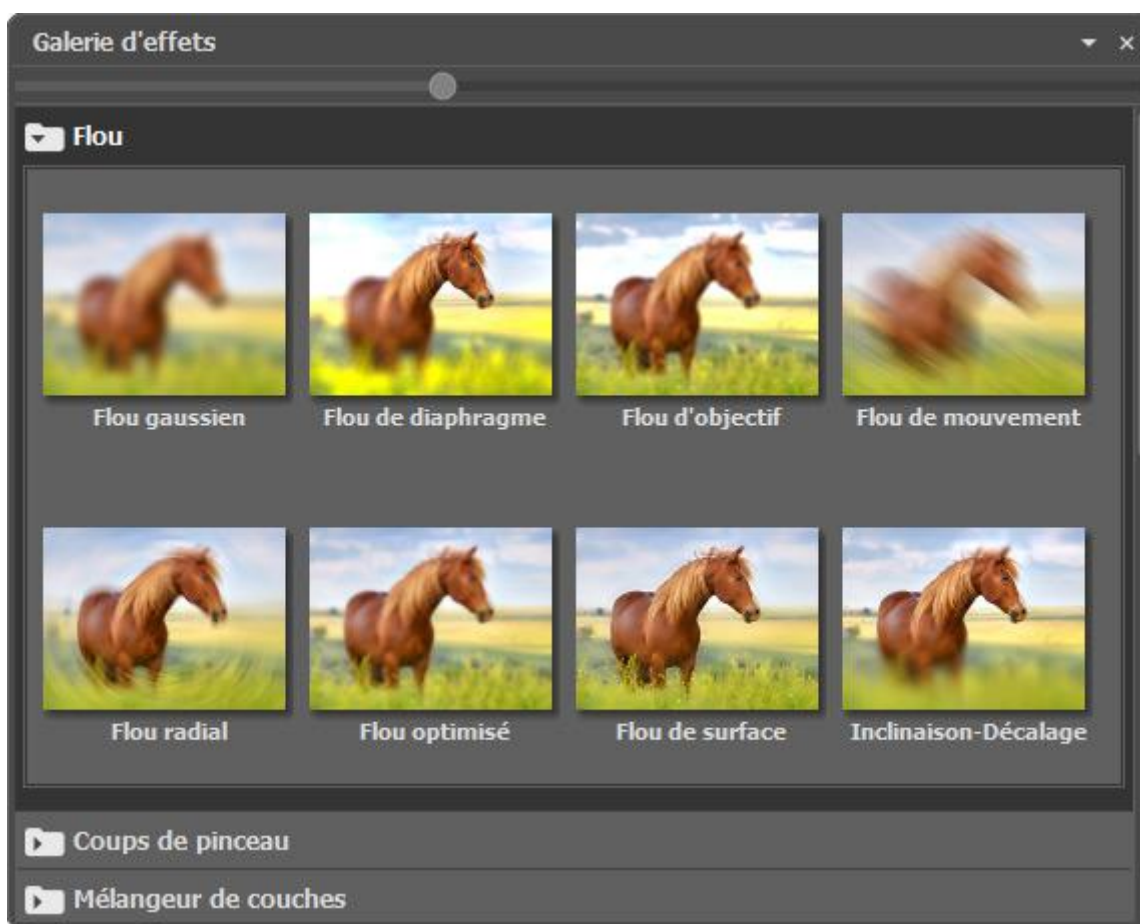 Galerie d'effets
Flou
Flou gaussien
Flou de diaphragme
Flou d'objectif
Flou de mouvement
Flou radial
Flou optimisé
Flou de surface
Inclinaison-Décalage
Coups de pinceau
Mélangeur de couches